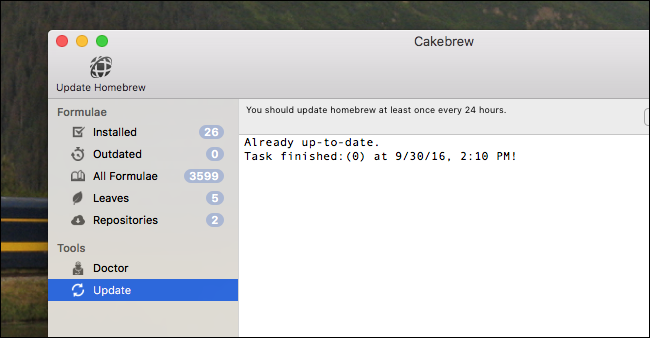 Cakebrew
Update Homebrew
Formulae
Installed 26
Outdated 0
All Formulae 3599
Leaves 5
Repositories 2
Tools
Doctor
Update
You should update homebrew at least once every 24 hours.
Already up-to-date.
Task finished:(0) at 9/30/16, 2:10 PM!